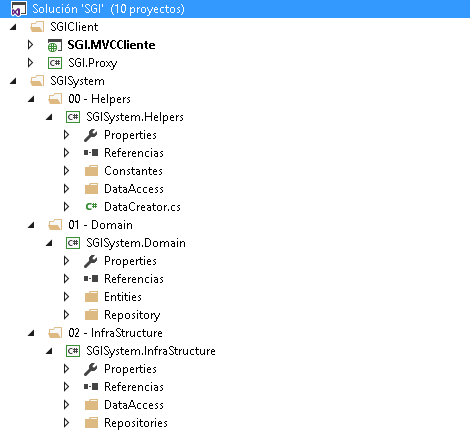 Solución 'SGI' (10 proyectos)
SGIClient
SGI.MVCCliente
SGI.Proxy
SGISystem
00 - Helpers
SGISystem.Helpers
Properties
Referencias
Constantes
DataAccess
DataCreator.cs
01 - Domain
SGISystem.Domain
Properties
Referencias
Entities
Repository
02 - InfraStructure
SGISystem.InfraStructure
Properties
Referencias
DataAccess
Repositories